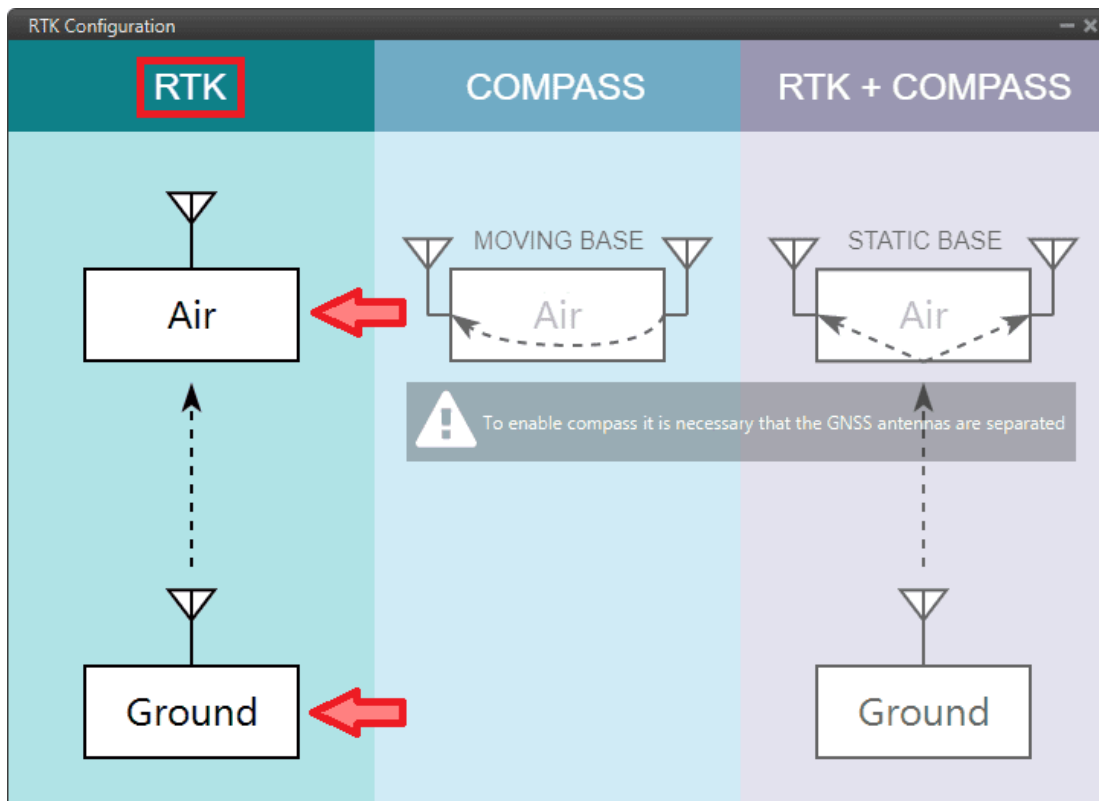 RTK Configuration
RTK
COMPASS
RTK + COMPASS
MOVING BASE
STATIC BASE
Air
Air
Air
To enable compass it is necessary that the GNSS antennas are separated
Ground
Ground